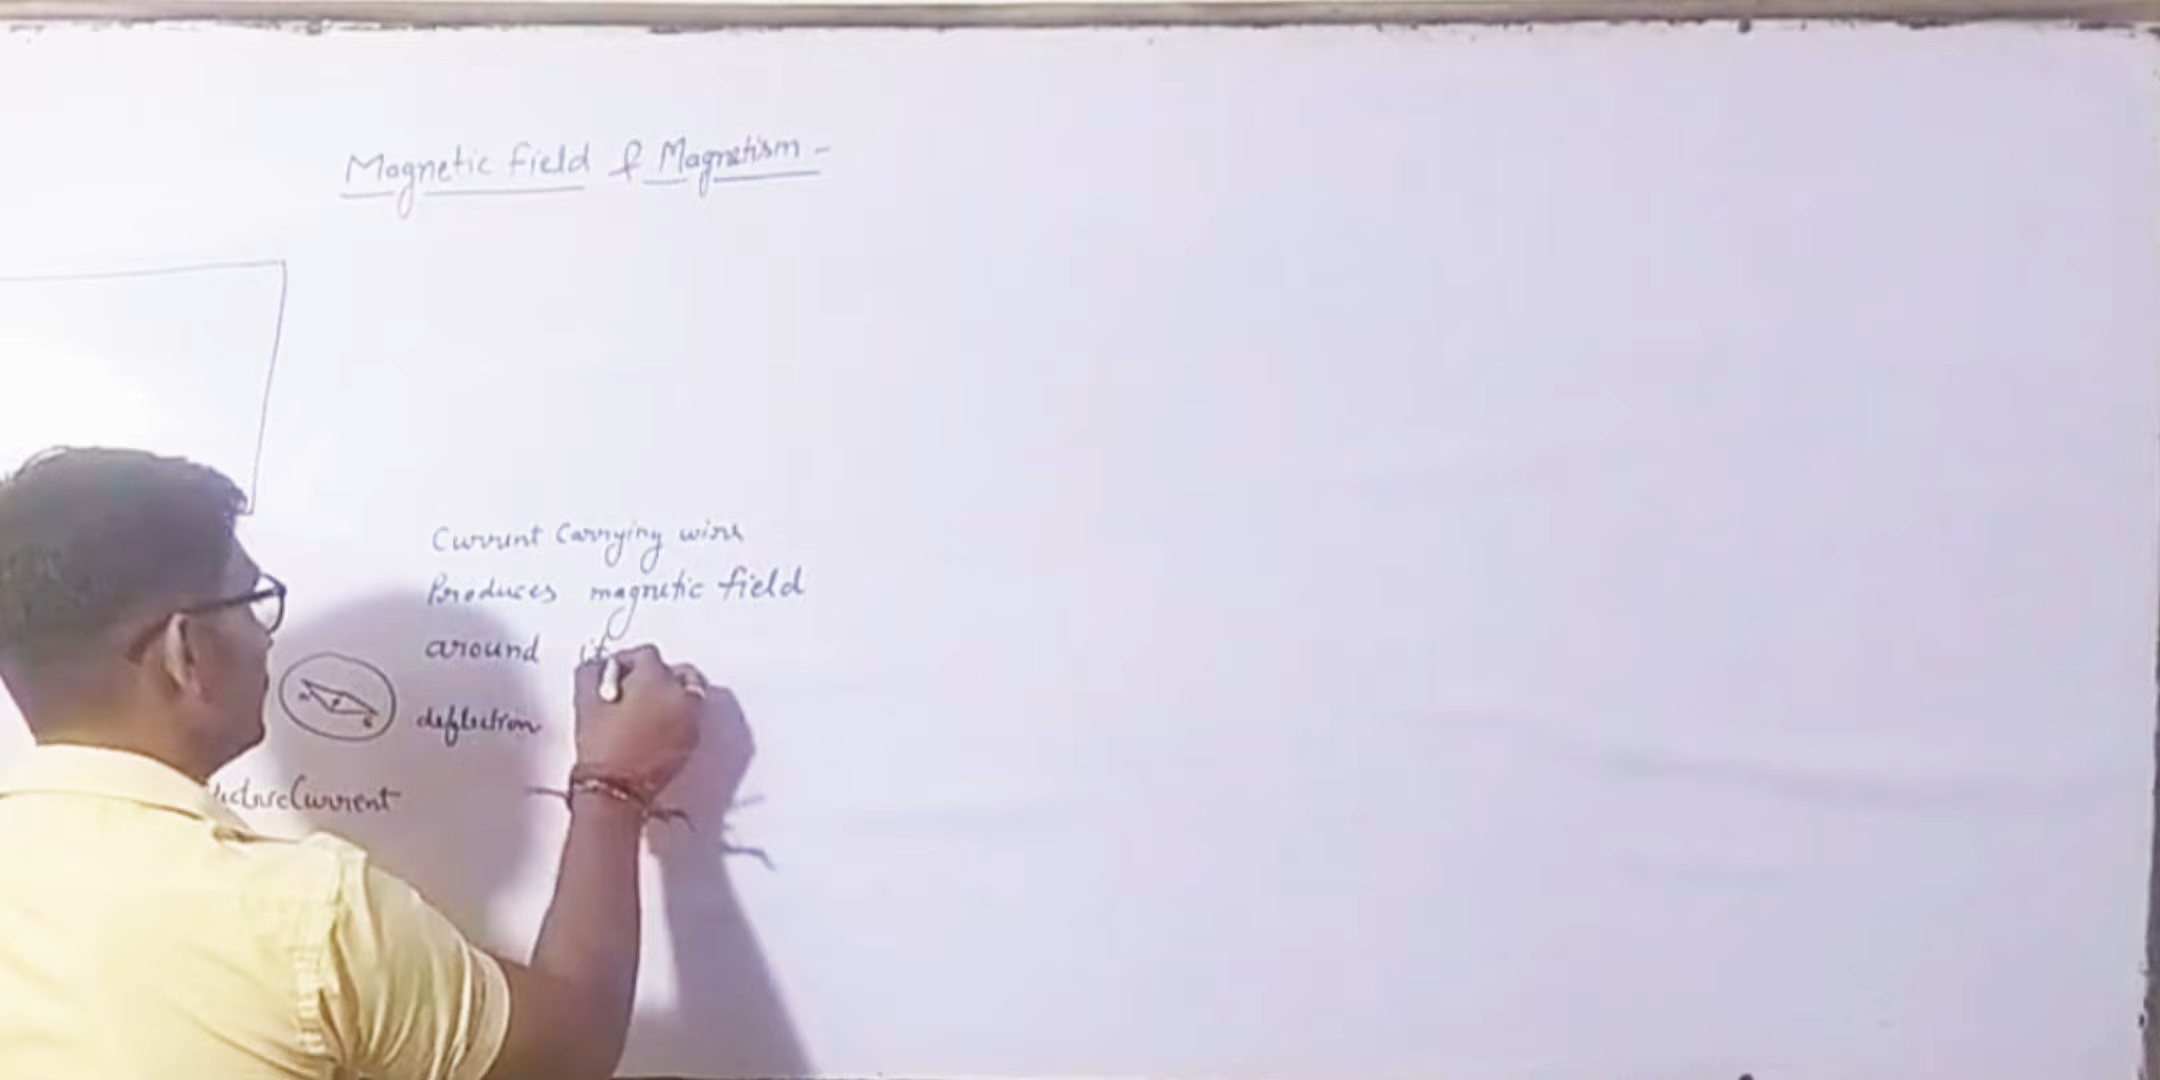 Magnetic field & Magnetism -
Current Carrying wire
Produces magnetic field
around it
deflection
Current